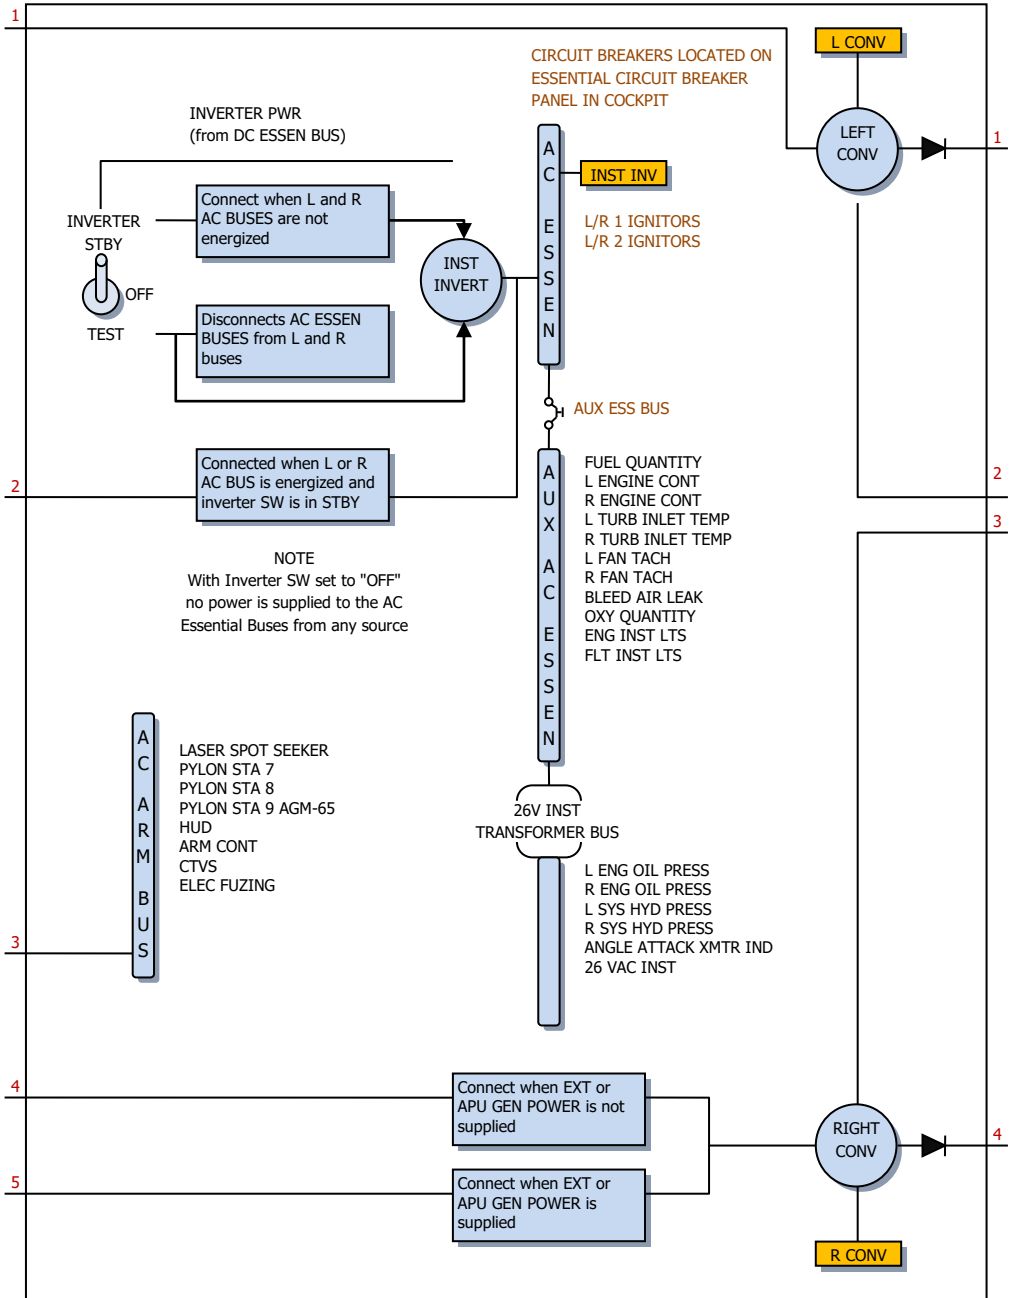 1
L CONV
CIRCUIT BREAKERS LOCATED ON
ESSENTIAL CIRCUIT BREAKER
PANEL IN COCKPIT
INVERTER PWR
(from DC ESSEN BUS)
LEFT
CONV
1
AC ESSEN
INST INV
Connect when L and R
AC BUSES are not
energized
INVERTER
STBY
OFF
TEST
L/R 1 IGNITORS
L/R 2 IGNITORS
INST
INVERT
Disconnects AC ESSEN
BUSES from L and R
buses
AUX ESS BUS
2
Connected when L or R
AC BUS is energized and
inverter SW is in STBY
AUX AC ESSEN
FUEL QUANTITY
L ENGINE CONT
R ENGINE CONT
L TURB INLET TEMP
R TURB INLET TEMP
L FAN TACH
R FAN TACH
BLEED AIR LEAK
OXY QUANTITY
ENG INST LTS
FLT INST LTS
2
3
NOTE
With Inverter SW set to "OFF"
no power is supplied to the AC
Essential Buses from any source
AC ARM BUS
LASER SPOT SEEKER
PYLON STA 7
PYLON STA 8
PYLON STA 9 AGM-65
HUD
ARM CONT
CTVS
ELEC FUZING
26V INST
TRANSFORMER BUS
L ENG OIL PRESS
R ENG OIL PRESS
L SYS HYD PRESS
R SYS HYD PRESS
ANGLE ATTACK XMTR IND
26 VAC INST
3
4
Connect when EXT or
APU GEN POWER is not
supplied
RIGHT
CONV
4
5
Connect when EXT or
APU GEN POWER is
supplied
R CONV